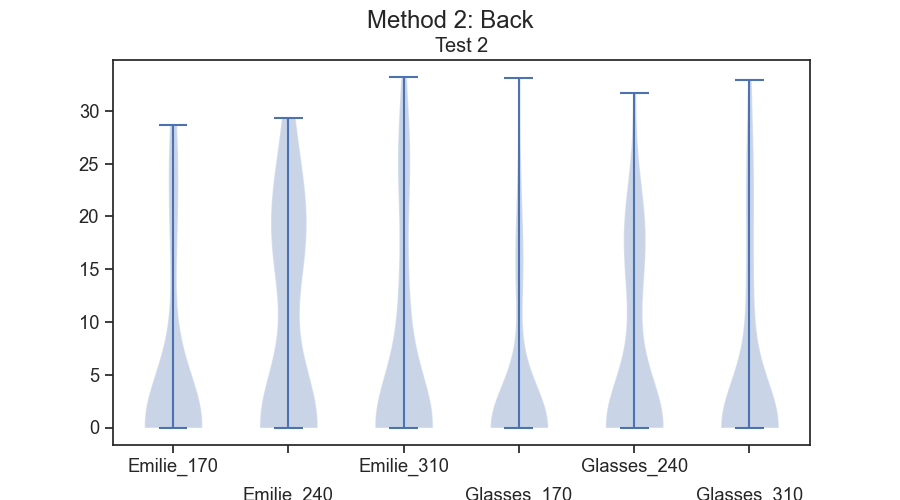 Method 2: Back
Test 2
30
25
20
15
10
5
0
Emilie_170 Emilie_310 Glasses_240
Emilie_240 Glasses_170 Glasses_310